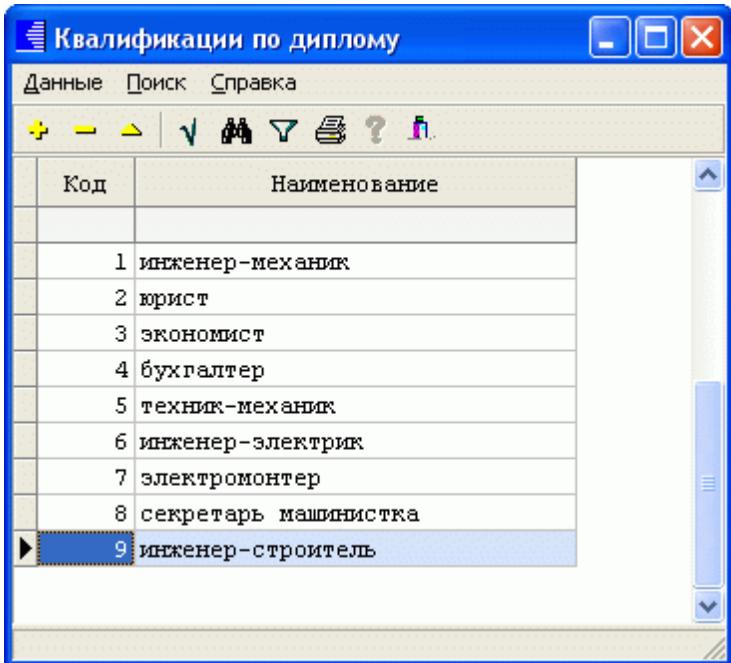 Квалификации по диплому
Данные Поиск Справка
Код Наименование
1 инженер-механик
2 юрист
3 экономист
4 бухгалтер
5 техник-механик
6 инженер-электрик
7 электромонтер
8 секретарь машинистка
9 инженер-строитель